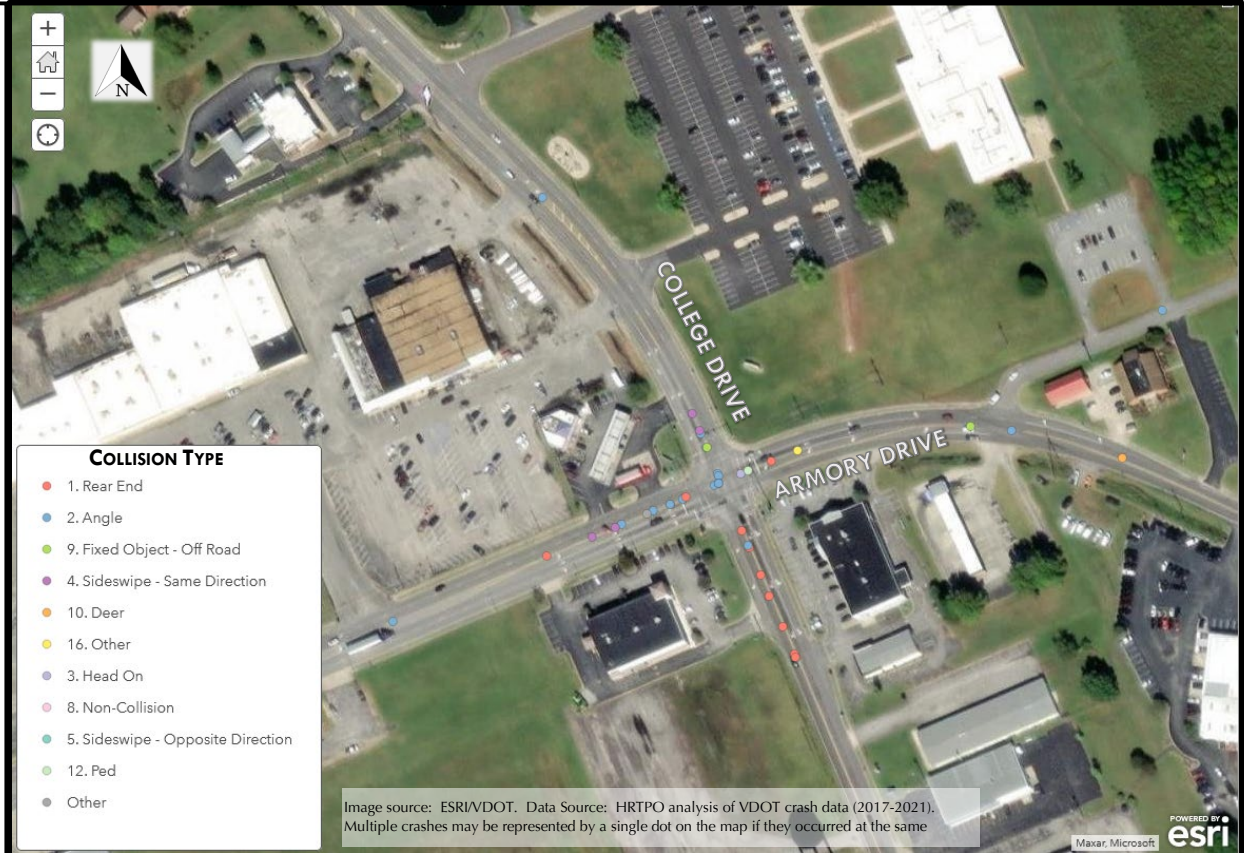 +
N
−
COLLEGE DRIVE
ARMORY DRIVE
COLLISION TYPE
1. Rear End
2. Angle
9. Fixed Object - Off Road
4. Sideswipe - Same Direction
10. Deer
16. Other
3. Head On
8. Non-Collision
5. Sideswipe - Opposite Direction
12. Ped
Other
Image source: ESRI/VDOT. Data Source: HRTPO analysis of VDOT crash data (2017-2021).
Multiple crashes may be represented by a single dot on the map if they occurred at the same
Maxar, Microsoft
POWERED BY
esri